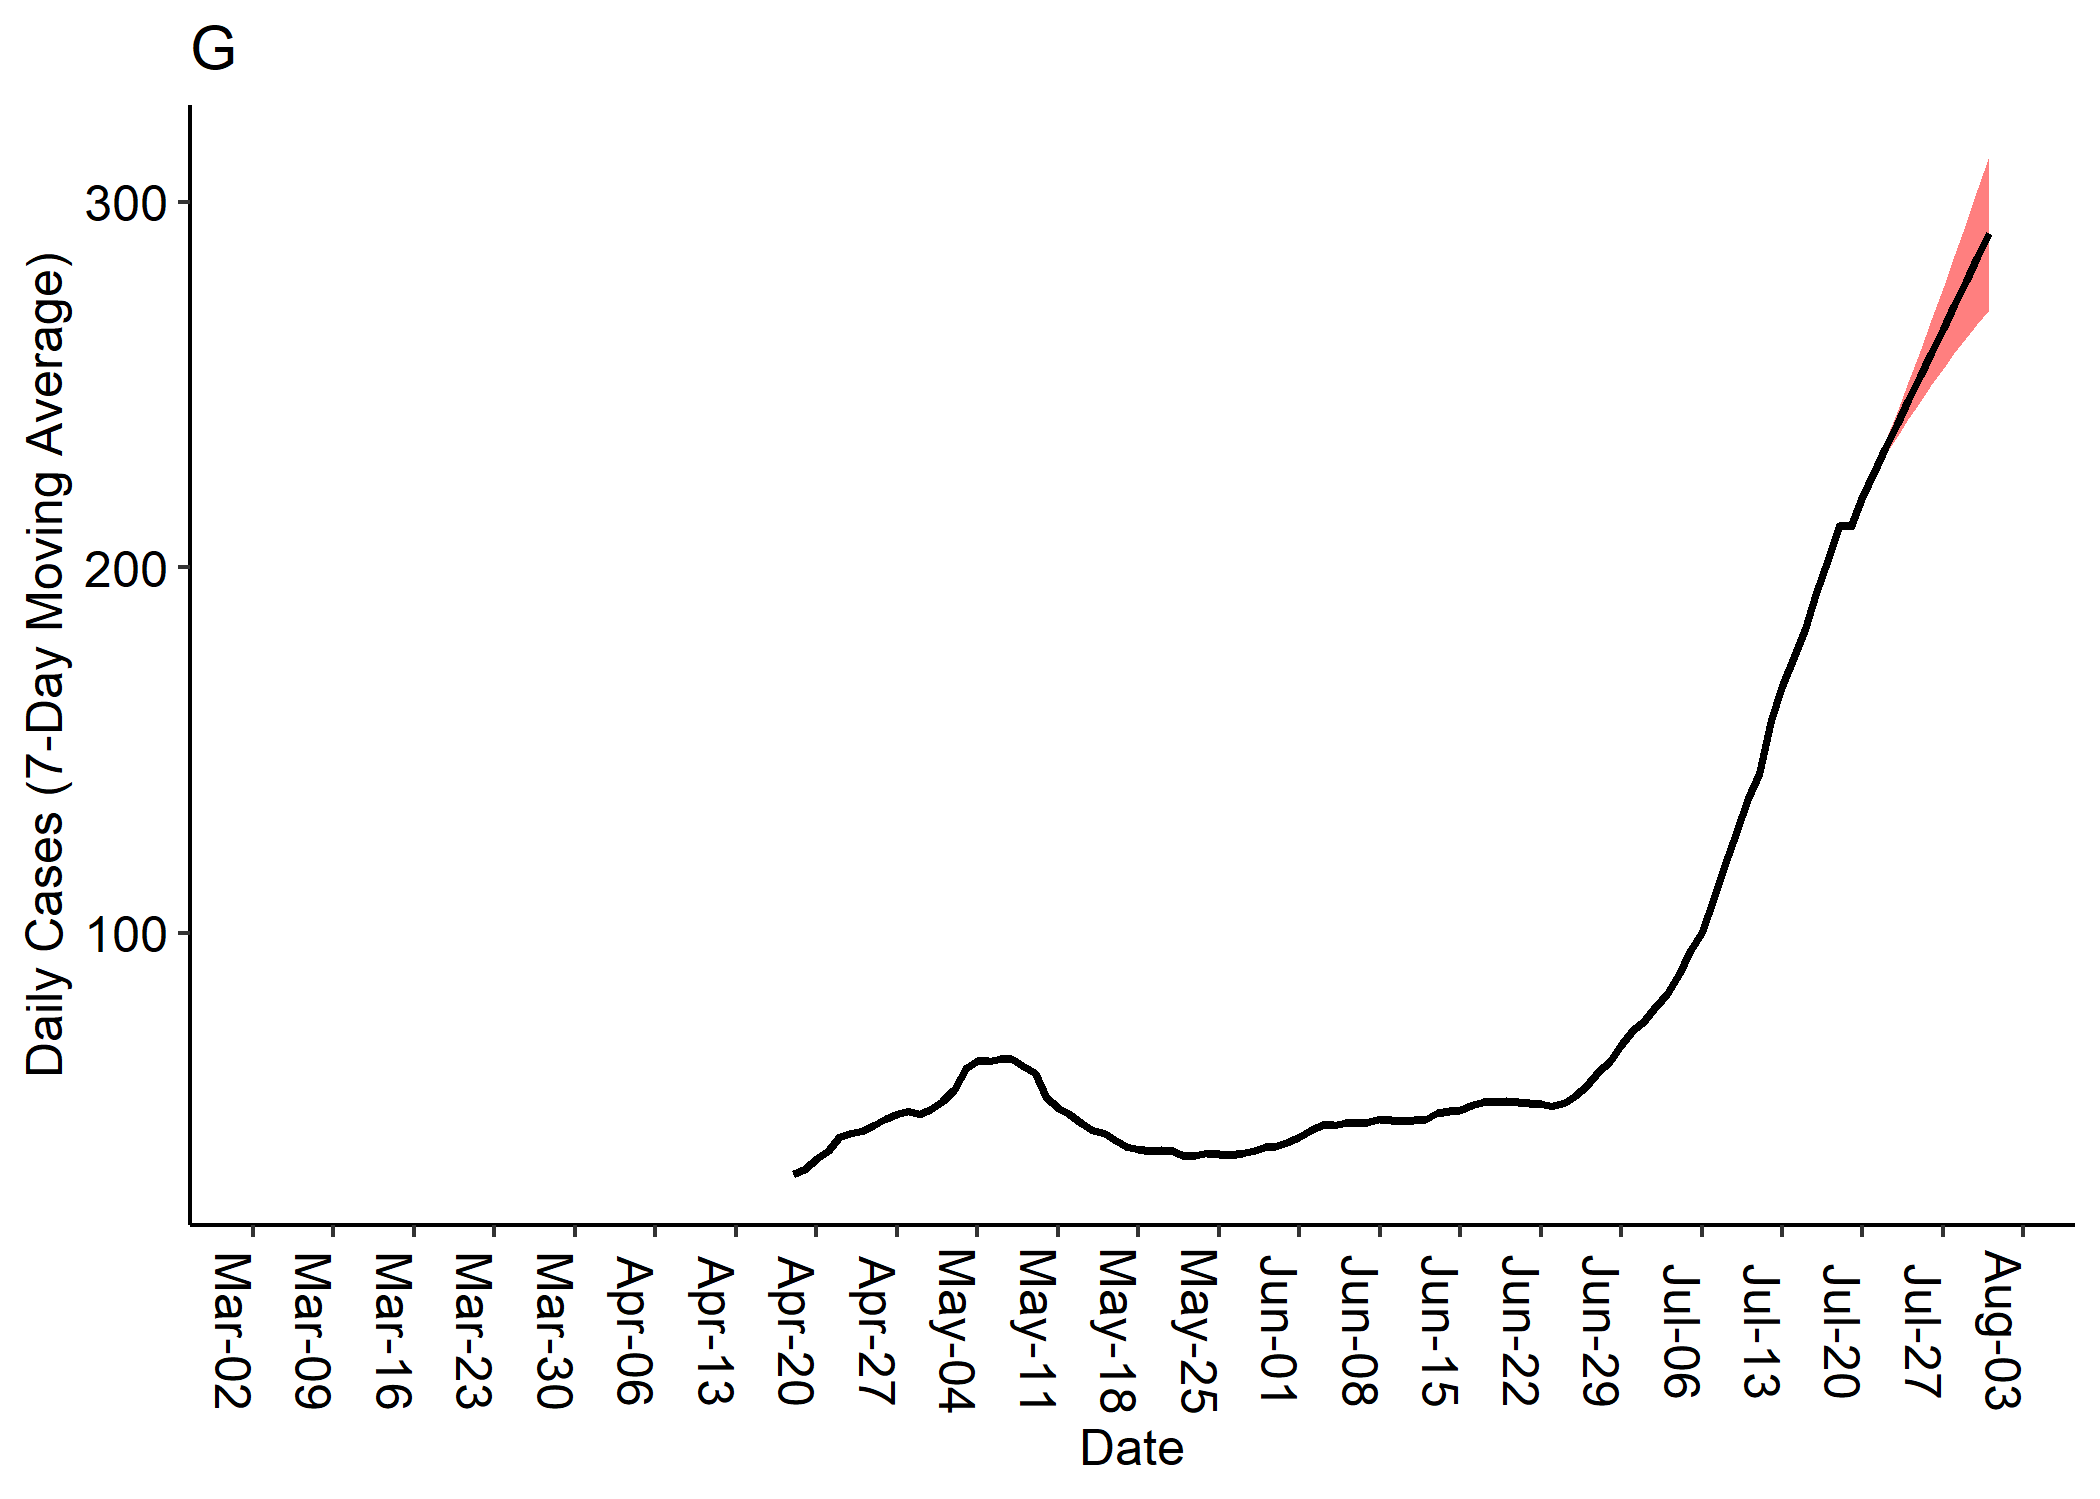 G
Daily Cases (7-Day Moving Average)
300
200
100
Mar-02
Mar-09
Mar-16
Mar-23
Mar-30
Apr-06
Apr-13
Apr-20
Apr-27
May-04
May-11
May-18
May-25
Jun-01
Jun-08
Jun-15
Jun-22
Jun-29
Jul-06
Jul-13
Jul-20
Jul-27
Aug-03
Date